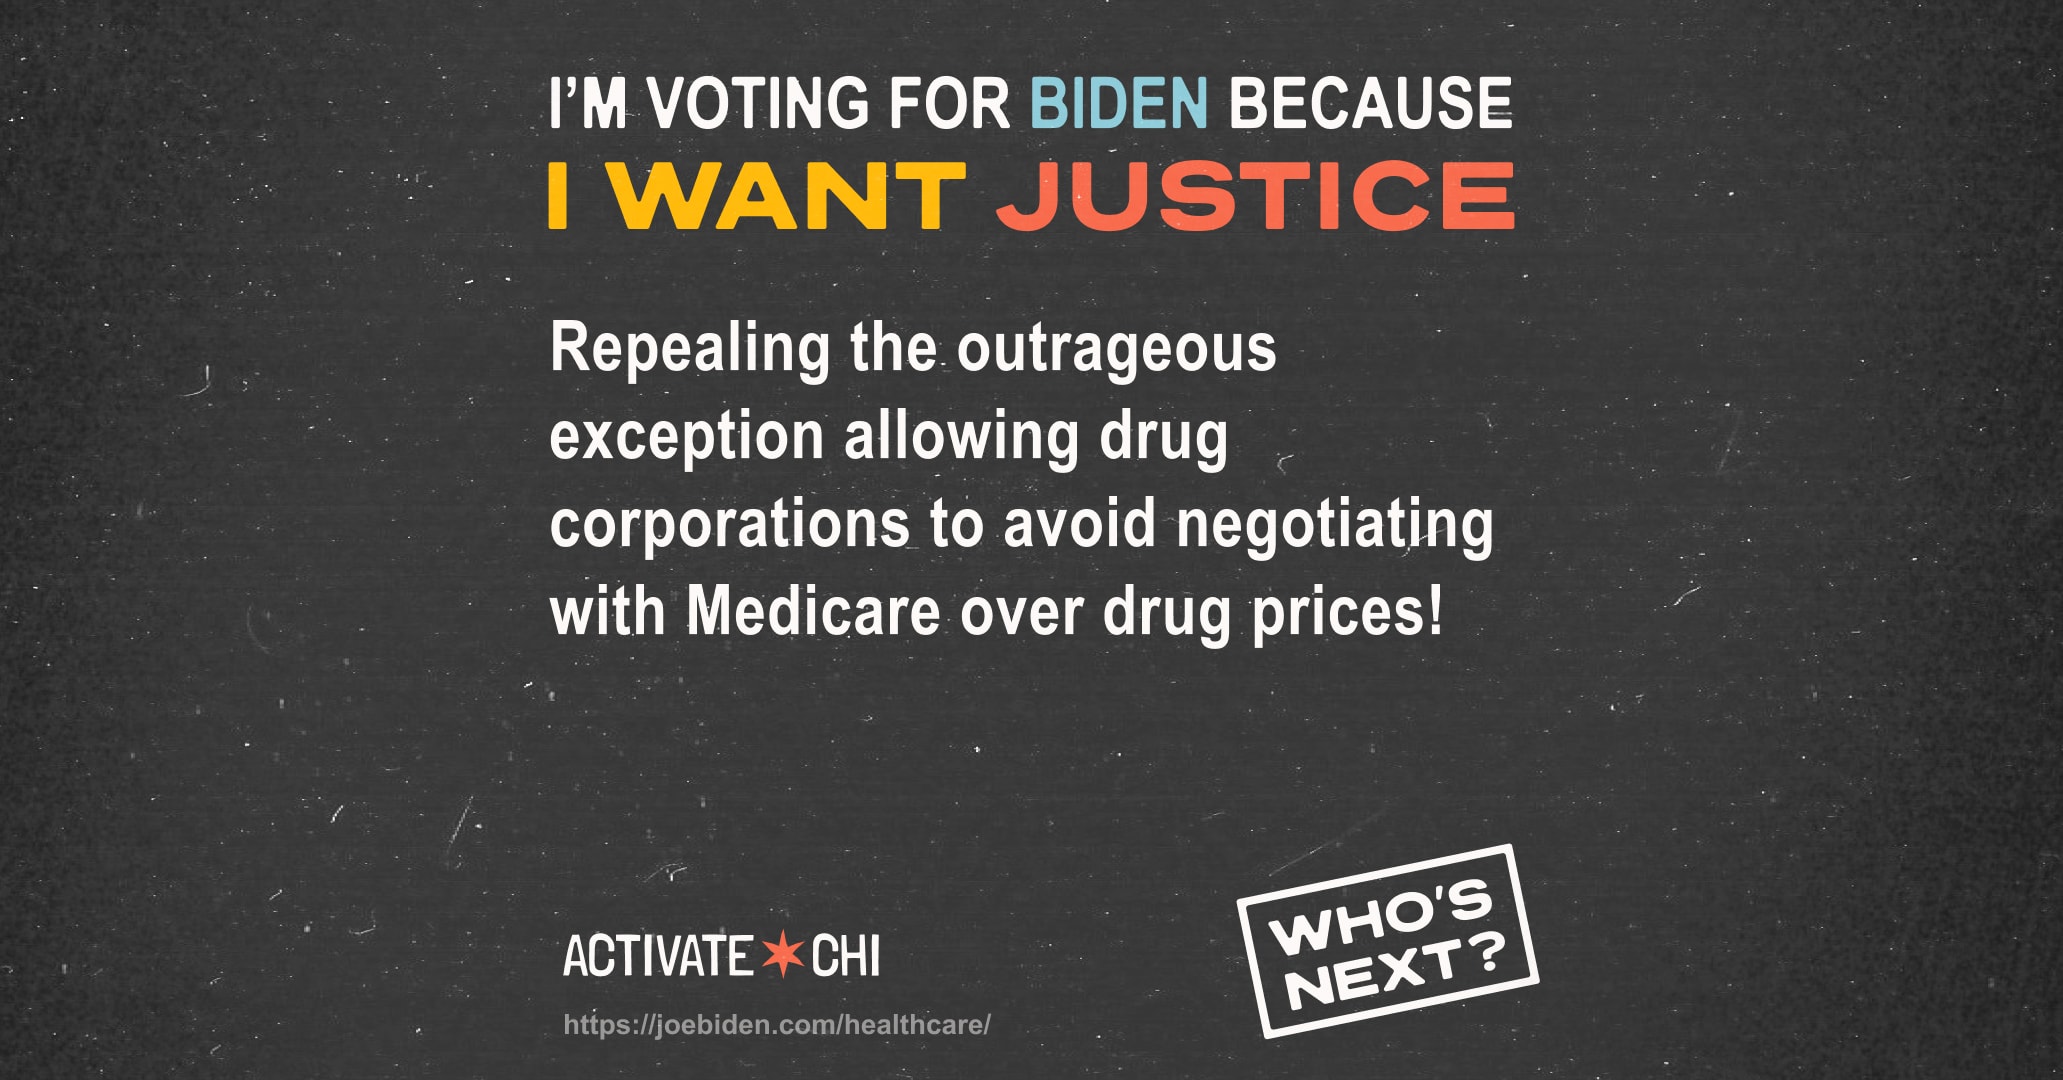 I'M VOTING FOR BIDEN BECAUSE
I WANT JUSTICE
Repealing the outrageous
exception allowing drug
corporations to avoid negotiating
with Medicare over drug prices!
ACTIVATE CHI
https://joebiden.com/healthcare/
WHO'S
NEXT?